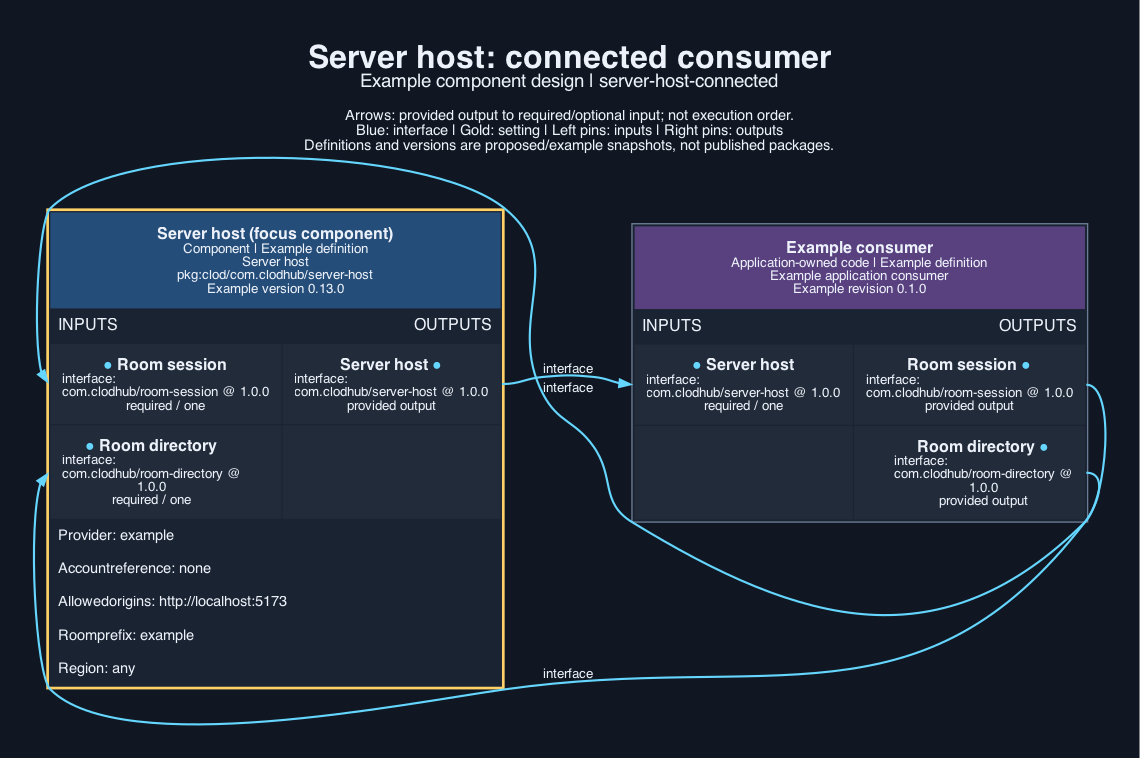 Server host: connected consumer
Example component design | server-host-connected
Arrows: provided output to required/optional input; not execution order.
Blue: interface | Gold: setting | Left pins: inputs | Right pins: outputs
Definitions and versions are proposed/example snapshots, not published packages.
Server host (focus component)
Component | Example definition
Server host
pkg:clod/com.clodhub/server-host
Example version 0.13.0
INPUTS
OUTPUTS
Room session
interface:
com.clodhub/room-session @ 1.0.0
required / one
Server host
interface:
com.clodhub/server-host @ 1.0.0
provided output
Room directory
interface:
com.clodhub/room-directory @
1.0.0
required / one
Provider: example
Accountreference: none
Allowedorigins: http://localhost:5173
Roomprefix: example
Region: any
interface
interface
interface
Example consumer
Application-owned code | Example definition
Example application consumer
Example revision 0.1.0
INPUTS
OUTPUTS
Server host
interface:
com.clodhub/server-host @ 1.0.0
required / one
Room session
interface:
com.clodhub/room-session @ 1.0.0
provided output
Room directory
interface:
com.clodhub/room-directory @
1.0.0
provided output